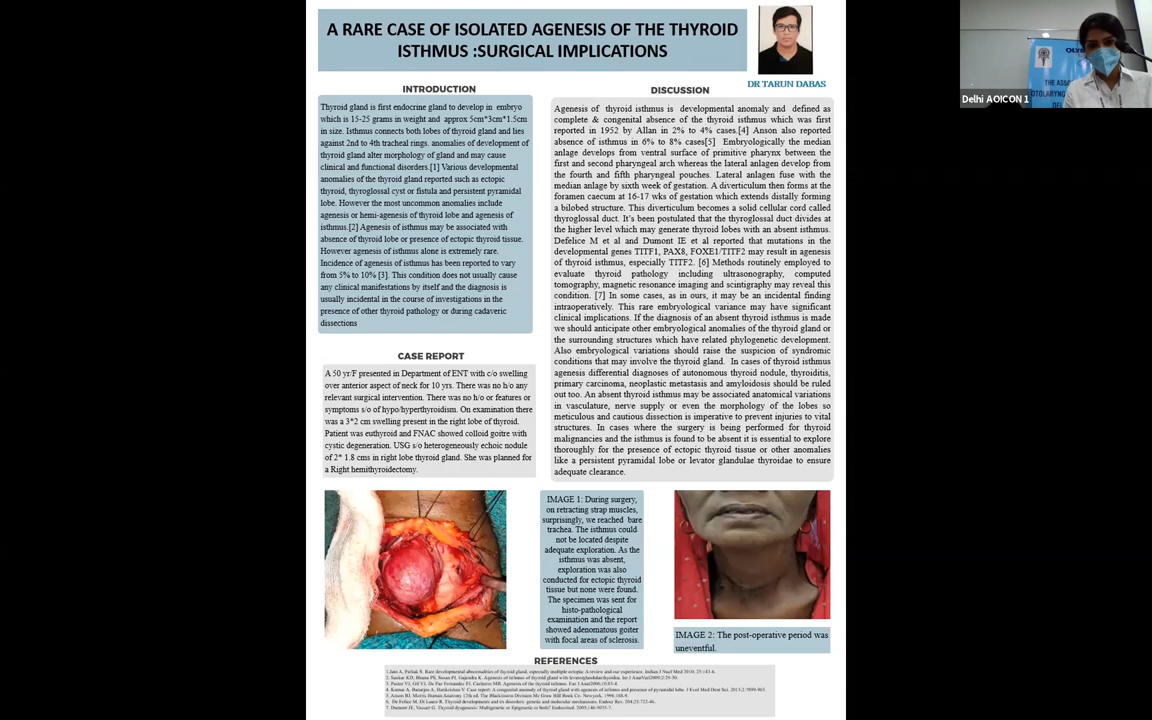 A RARE CASE OF ISOLATED AGENESIS OF THE THYROID
ISTHMUS :SURGICAL IMPLICATIONS
DR TARUN DABAS
INTRODUCTION
Thyroid gland is first endocrine gland to develop in embryo
which is 15-25 grams in weight and approx 5cm*3cm*1.5cm
in size. Isthmus connects both lobes of thyroid gland and lies
against 2nd to 4th tracheal rings. anomalies of development of
thyroid gland alter morphology of gland and may cause
clinical and functional disorders.[1] Various developmental
anomalies of the thyroid gland reported such as ectopic
thyroid, thyroglossal cyst or fistula and persistent pyramidal
lobe. However the most uncommon anomalies include
agenesis or hemi-agenesis of thyroid lobe and agenesis of
isthmus.[2] Agenesis of isthmus may be associated with
absence of thyroid lobe or presence of ectopic thyroid tissue.
However agenesis of isthmus alone is extremely rare.
Incidence of agenesis of isthmus has been reported to vary
from 5% to 10% [3]. This condition does not usually cause
any clinical manifestations by itself and the diagnosis is
usually incidental in the course of investigations in the
presence of other thyroid pathology or during cadaveric
dissections
CASE REPORT
A 50 yr/F presented in Department of ENT with c/o swelling
over anterior aspect of neck for 10 yrs. There was no h/o any
relevant surgical intervention. There was no h/o or features or
symptoms s/o of hypo/hyperthyroidism. On examination there
was a 3*2 cm swelling present in the right lobe of thyroid.
Patient was euthyroid and FNAC showed colloid goitre with
cystic degeneration. USG s/o heterogeneously echoic nodule
of 2* 1.8 cms in right lobe thyroid gland. She was planned for
a Right hemithyroidectomy.
DISCUSSION
Agenesis of thyroid isthmus is developmental anomaly and defined as
complete & congenital absence of the thyroid isthmus which was first
reported in 1952 by Allan in 2% to 4% cases.[4] Anson also reported
absence of isthmus in 6% to 8% cases[5] Embryologically the median
anlage develops from ventral surface of primitive pharynx between the
first and second pharyngeal arch whereas the lateral anlagen develop from
the fourth and fifth pharyngeal pouches. Lateral anlagen fuse with the
median anlage by sixth week of gestation. A diverticulum then forms at the
foramen caecum at 16-17 wks of gestation which extends distally forming
a bilobed structure. This diverticulum becomes a solid cellular cord called
thyroglossal duct. It's been postulated that the thyroglossal duct divides at
the higher level which may generate thyroid lobes with an absent isthmus.
Defelice M et al and Dumont IE et al reported that mutations in the
developmental genes TITF1, PAX8, FOXE1/TITF2 may result in agenesis
of thyroid isthmus, especially TITF2. [6] Methods routinely employed to
evaluate thyroid pathology including ultrasonography, computed
tomography, magnetic resonance imaging and scintigraphy may reveal this
condition. [7] In some cases, as in ours, it may be an incidental finding
intraoperatively. This rare embryological variance may have significant
clinical implications. If the diagnosis of an absent thyroid isthmus is made
we should anticipate other embryological anomalies of the thyroid gland or
the surrounding structures which have related phylogenetic development.
Also embryological variations should raise the suspicion of syndromic
conditions that may involve the thyroid gland. In cases of thyroid isthmus
agenesis differential diagnoses of autonomous thyroid nodule, thyroiditis,
primary carcinoma, neoplastic metastasis and amyloidosis should be ruled
out too. An absent thyroid isthmus may be associated anatomical variations
in vasculature, nerve supply or even the morphology of the lobes so
meticulous and cautious dissection is imperative to prevent injuries to vital
structures. In cases where the surgery is being performed for thyroid
malignancies and the isthmus is found to be absent it is essential to explore
thoroughly for the presence of ectopic thyroid tissue or other anomalies
like a persistent pyramidal lobe or levator glandulae thyroidae to ensure
adequate clearance.
IMAGE 1: During surgery,
on retracting strap muscles,
surprisingly, we reached bare
trachea. The isthmus could
not be located despite
adequate exploration. As the
isthmus was absent,
exploration was also
conducted for ectopic thyroid
tissue but none were found.
The specimen was sent for
histo-pathological
examination and the report
showed adenomatous goiter
with focal areas of sclerosis.
IMAGE 2: The post-operative period was
uneventful.
REFERENCES
Delhi AOICON 1